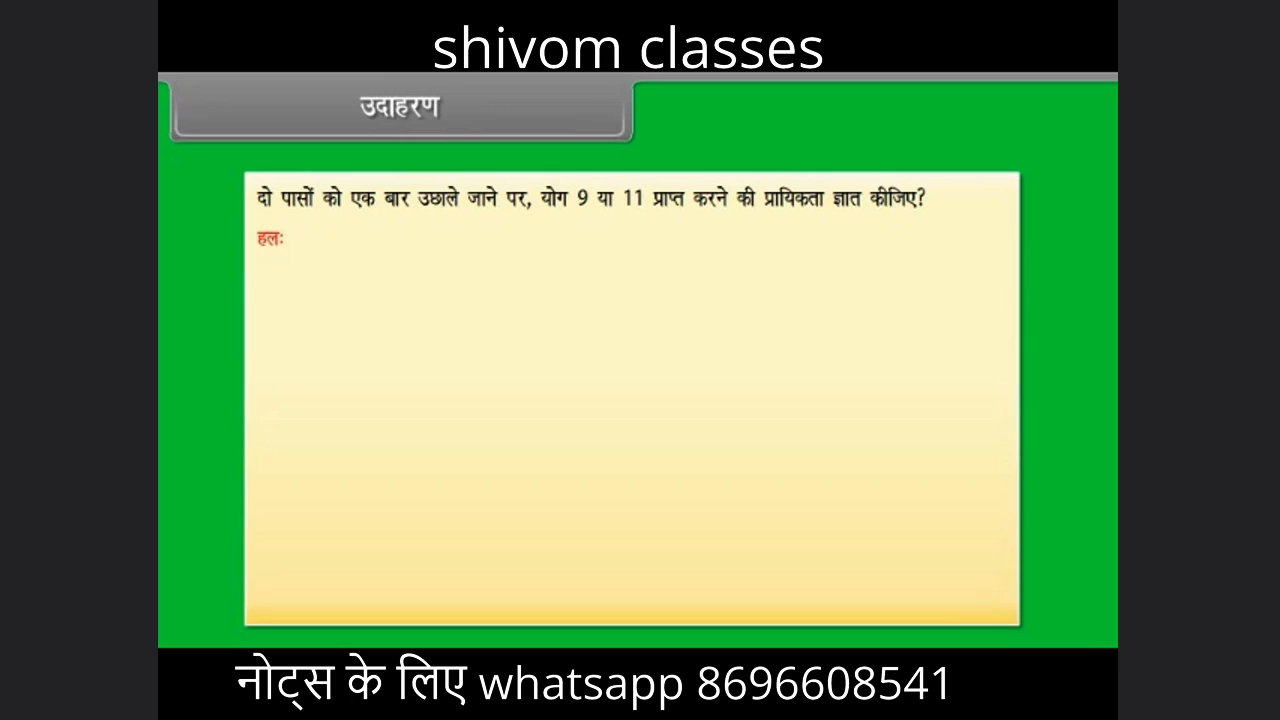 shivom classes
उदाहरण
दो पासों को एक बार उछाले जाने पर, योग 9 या 11 प्राप्त करने की प्रायिकता ज्ञात कीजिए?
हलः
नोट्स के लिए whatsapp 8696608541